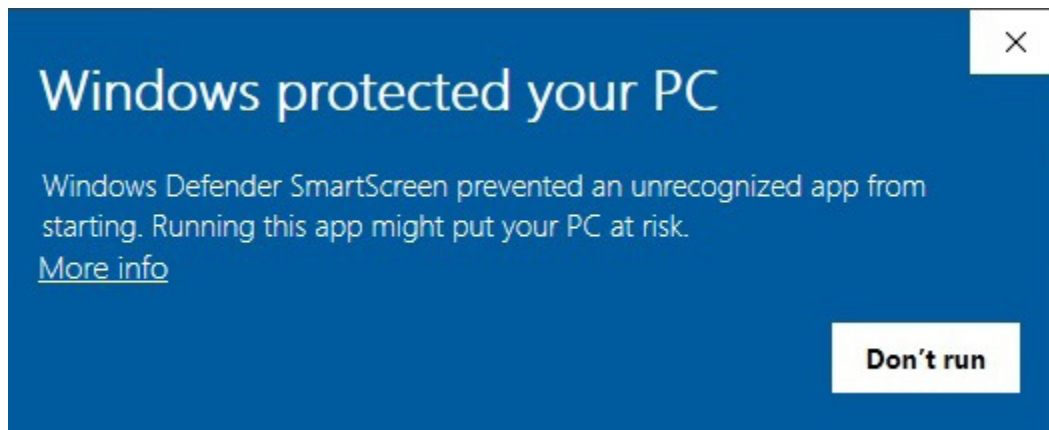 Windows protected your PC
Windows Defender SmartScreen prevented an unrecognized app from
starting. Running this app might put your PC at risk.
More info
Don't run